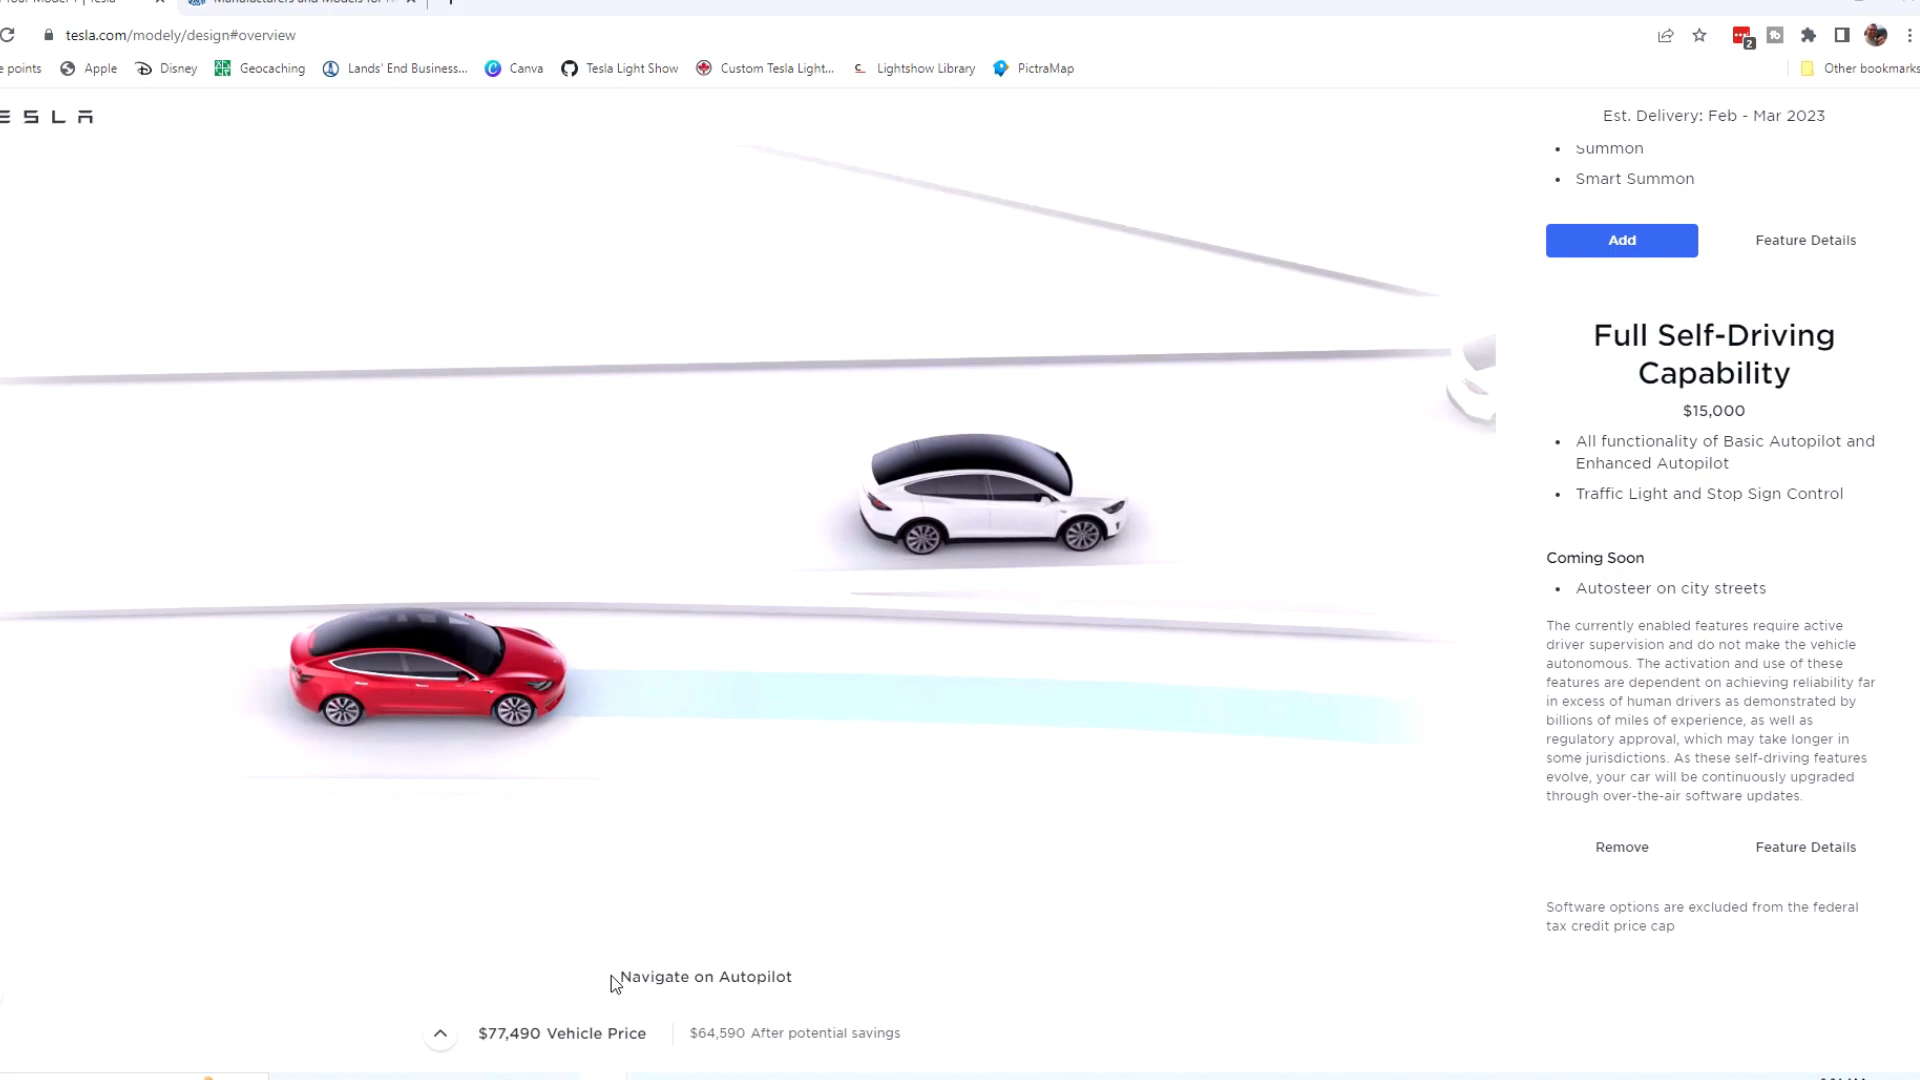 tesla.com/modely/design#overview
2
e points Apple Disney Geocaching Lands' End Business... Canva Tesla Light Show Custom Tesla Light... Lightshow Library PictraMap Other bookmarks
TESLA
Est. Delivery: Feb - Mar 2023
• Summon
• Smart Summon
Add Feature Details
Full Self-Driving
Capability
$15,000
• All functionality of Basic Autopilot and
Enhanced Autopilot
• Traffic Light and Stop Sign Control
Coming Soon
• Autosteer on city streets
The currently enabled features require active
driver supervision and do not make the vehicle
autonomous. The activation and use of these
features are dependent on achieving reliability far
in excess of human drivers as demonstrated by
billions of miles of experience, as well as
regulatory approval, which may take longer in
some jurisdictions. As these self-driving features
evolve, your car will be continuously upgraded
through over-the-air software updates.
Remove Feature Details
Software options are excluded from the federal
tax credit price cap
Navigate on Autopilot
$77,490 Vehicle Price $64,590 After potential savings